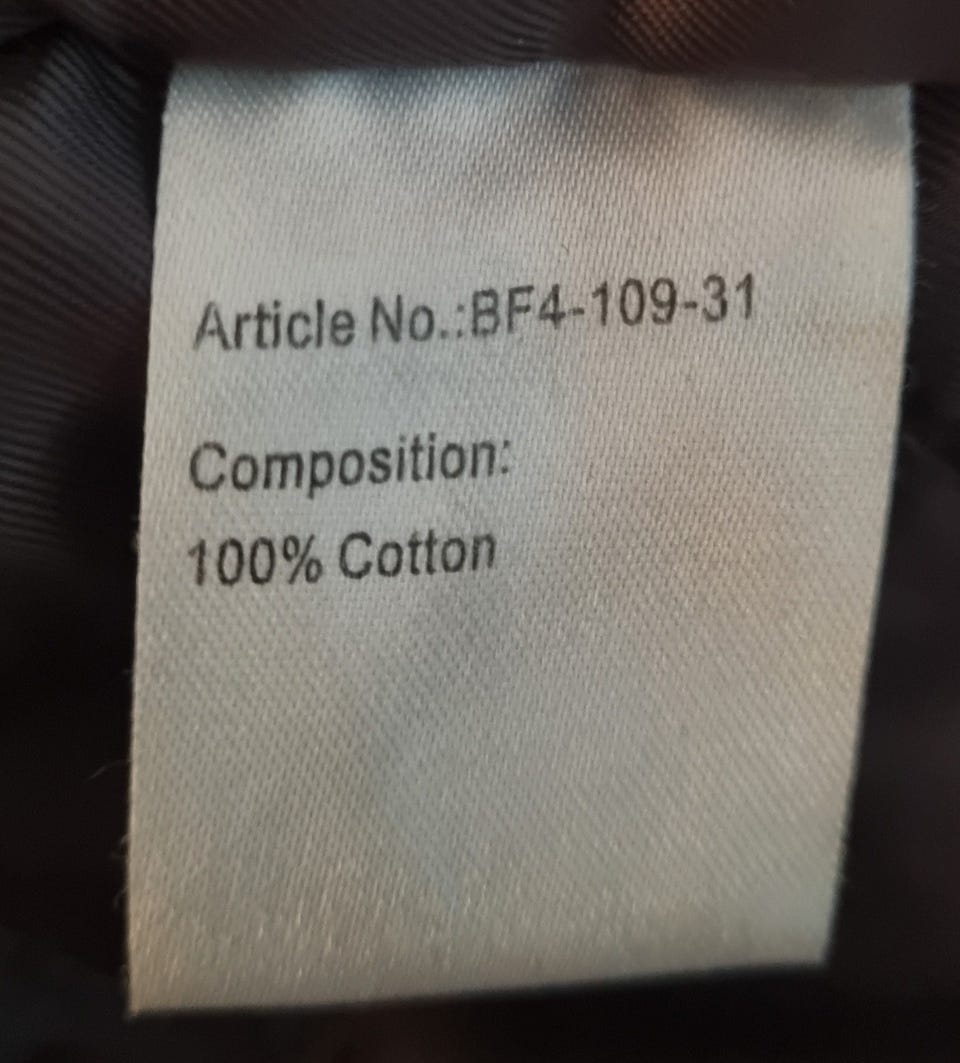 Article No.:BF4-109-31
Composition:
100% Cotton